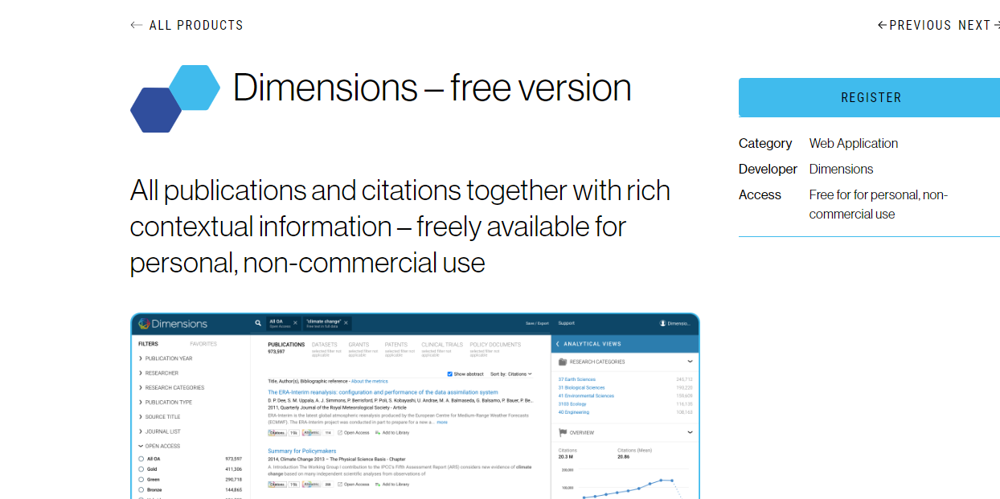 ← ALL PRODUCTS
← PREVIOUS NEXT →
Dimensions – free version
REGISTER
Category Web Application
Developer Dimensions
Access Free for for personal, non-
commercial use
All publications and citations together with rich
contextual information – freely available for
personal, non-commercial use
Dimensions
All OA
Open Access
"climate change"
Free text in full data
Save / Export
Support
Dimensio...
FILTERS
FAVORITES
PUBLICATION YEAR
RESEARCHER
RESEARCH CATEGORIES
PUBLICATION TYPE
SOURCE TITLE
JOURNAL LIST
OPEN ACCESS
All OA 973,597
Gold 411,306
Green 290,718
Bronze 144,865
PUBLICATIONS
973,597
DATASETS
selected filter not
applicable
GRANTS
selected filter not
applicable
PATENTS
selected filter not
applicable
CLINICAL TRIALS
selected filter not
applicable
POLICY DOCUMENTS
selected filter not
applicable
Show abstract Sort by: Citations
Title, Author(s), Bibliographic reference - About the metrics
The ERA-Interim reanalysis: configuration and performance of the data assimilation system
D. P. Dee, S. M. Uppala, A. J. Simmons, P. Berrisford, P. Poli, S. Kobayashi, U. Andrae, M. A. Balmaseda, G. Balsamo, P. Bauer, P. Be...
2011, Quarterly Journal of the Royal Meteorological Society - Article
ERA-Interim is the latest global atmospheric reanalysis produced by the European Centre for Medium-Range Weather Forecasts
(ECMWF). The ERA-Interim project was conducted in part to prepare for a new a... more
Citations Altmetric 114 Open Access Add to Library
Summary for Policymakers
2014, Climate Change 2013 – The Physical Science Basis - Chapter
A. Introduction The Working Group I contribution to the IPCC's Fifth Assessment Report (AR5) considers new evidence of climate
change based on many independent scientific analyses from observations of
Citations Altmetric Open Access Add to Library
ANALYTICAL VIEWS
RESEARCH CATEGORIES
37 Earth Sciences 245,712
31 Biological Sciences 193,220
41 Environmental Sciences
3103 Ecology 116,135
40 Engineering 108,163
OVERVIEW
Citations
20.3 M
Citations (Mean)
20.86